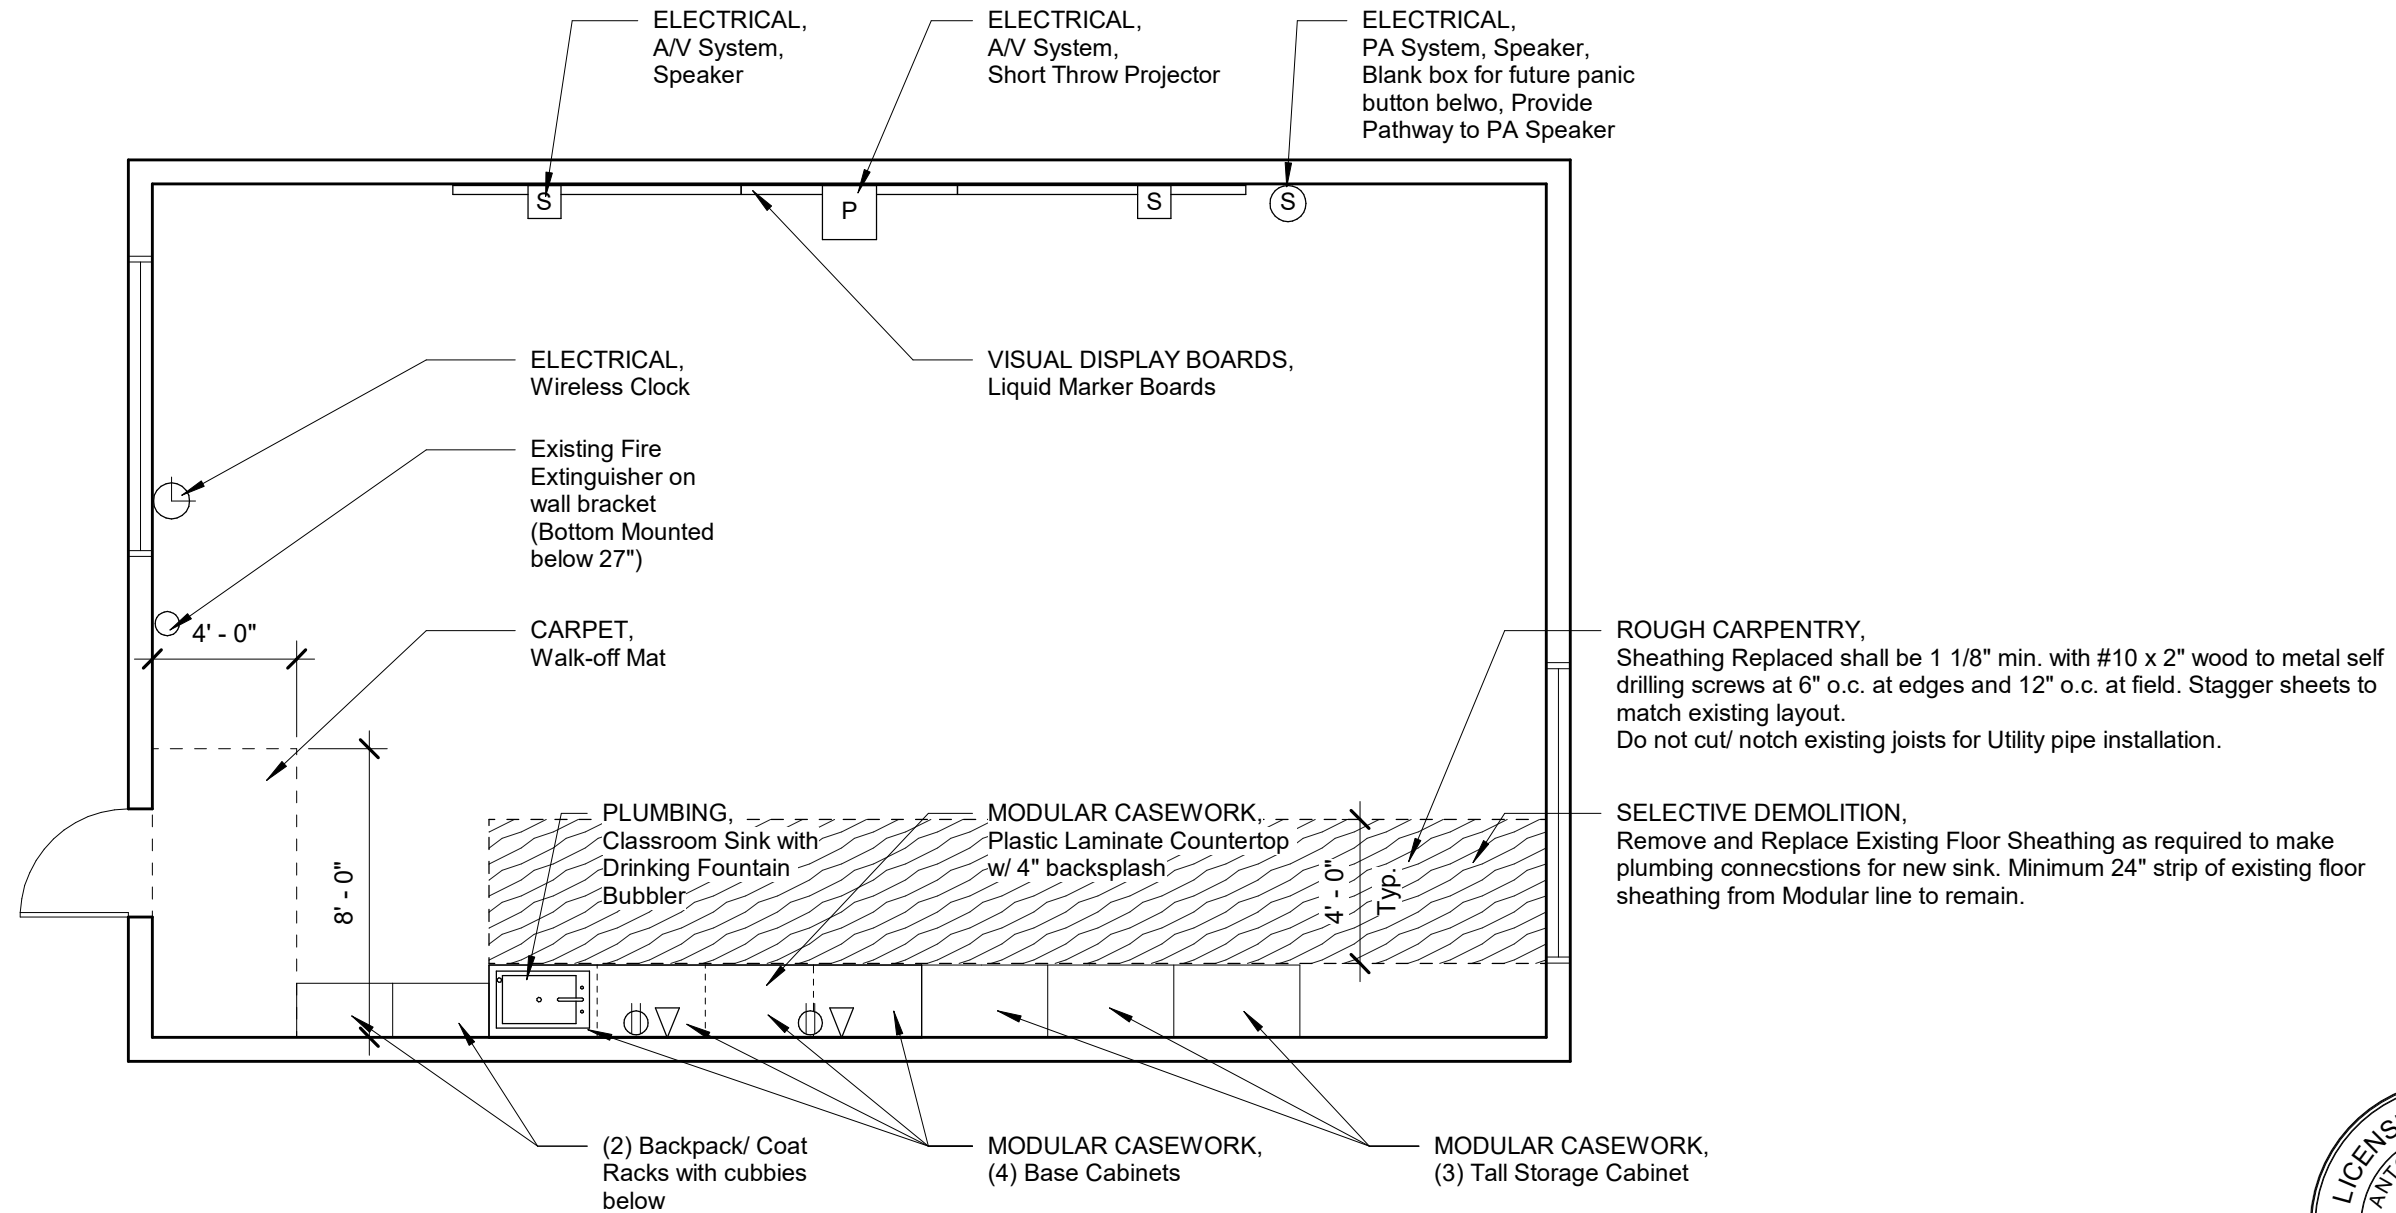 ELECTRICAL,
A/V System,
Speaker
ELECTRICAL,
A/V System,
Short Throw Projector
ELECTRICAL,
PA System, Speaker,
Blank box for future panic
button belwo, Provide
Pathway to PA Speaker
S
P
S
S
ELECTRICAL,
Wireless Clock
VISUAL DISPLAY BOARDS,
Liquid Marker Boards
Existing Fire
Extinguisher on
wall bracket
(Bottom Mounted
below 27")
4' - 0"
CARPET,
Walk-off Mat
ROUGH CARPENTRY,
Sheathing Replaced shall be 1 1/8" min. with #10 x 2" wood to metal self
drilling screws at 6" o.c. at edges and 12" o.c. at field. Stagger sheets to
match existing layout.
Do not cut/ notch existing joists for Utility pipe installation.
8' - 0"
PLUMBING,
Classroom Sink with
Drinking Fountain
Bubbler
MODULAR CASEWORK,
Plastic Laminate Countertop
w/ 4" backsplash
4' - 0"
Typ.
SELECTIVE DEMOLITION,
Remove and Replace Existing Floor Sheathing as required to make
plumbing connecstions for new sink. Minimum 24" strip of existing floor
sheathing from Modular line to remain.
(2) Backpack/ Coat
Racks with cubbies
below
MODULAR CASEWORK,
(4) Base Cabinets
MODULAR CASEWORK,
(3) Tall Storage Cabinet